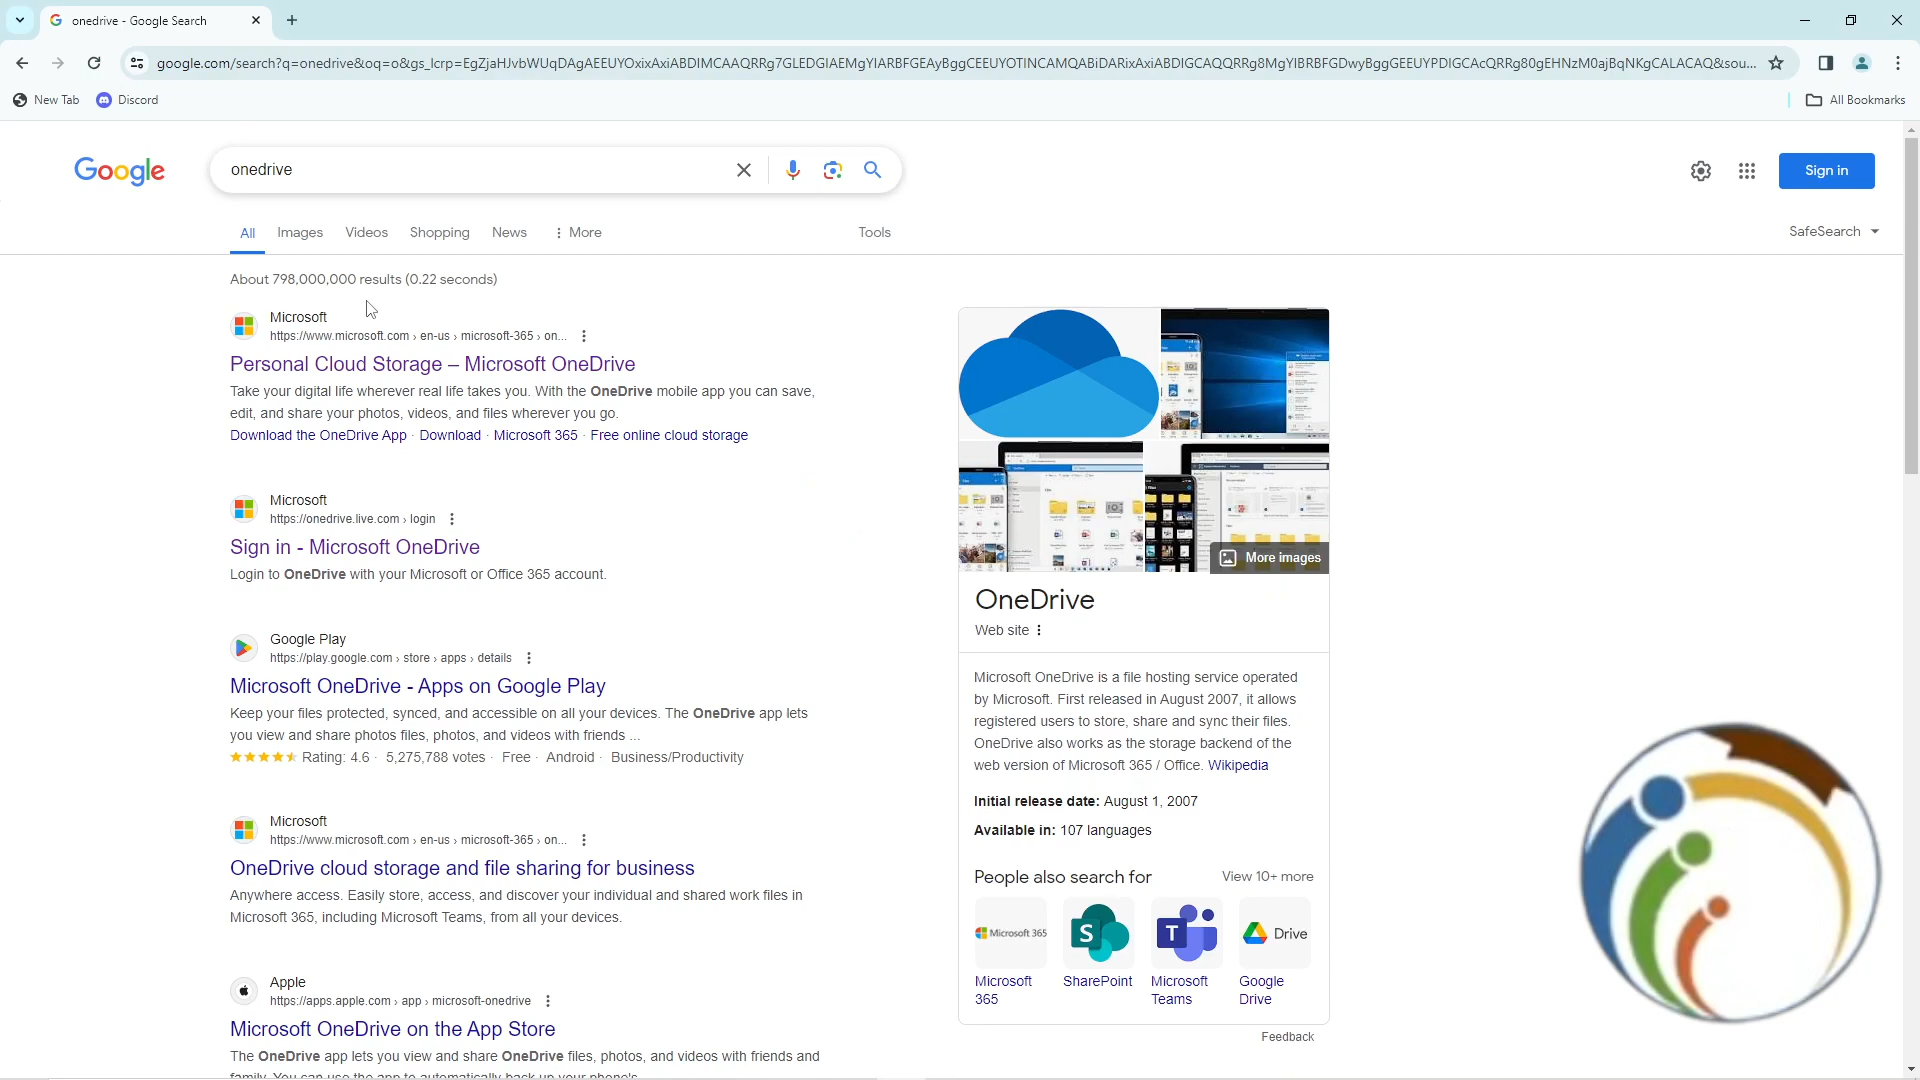 onedrive - Google Search
google.com/search?q=onedrive&oq=o&gs_lcrp=EgZjaHJvbWUqDAgAEEUYOxixAxiABDIMCAAQRRg7GLEDGIAEMgYIARBFGEAyBggCEEUYOTINCAMQABiDARixAxiABDIGCAQQRRg8MgYIBRBFGDwyBggGEEUYPDIGCAcQRRg80gEHNzM0ajBqNKgCALACAQ&sou...
New Tab
Discord
All Bookmarks
Google
onedrive
Sign in
All
Images
Videos
Shopping
News
More
Tools
SafeSearch
About 798,000,000 results (0.22 seconds)
Microsoft
https://www.microsoft.com › en-us › microsoft-365 › on...
Personal Cloud Storage – Microsoft OneDrive
Take your digital life wherever real life takes you. With the OneDrive mobile app you can save,
edit, and share your photos, videos, and files wherever you go.
Download the OneDrive App · Download · Microsoft 365 · Free online cloud storage
Microsoft
https://onedrive.live.com › login
Sign in - Microsoft OneDrive
Login to OneDrive with your Microsoft or Office 365 account.
Google Play
https://play.google.com › store › apps › details
Microsoft OneDrive - Apps on Google Play
Keep your files protected, synced, and accessible on all your devices. The OneDrive app lets
you view and share photos files, photos, and videos with friends ...
Rating: 4.6 · 5,275,788 votes · Free · Android · Business/Productivity
Microsoft
https://www.microsoft.com › en-us › microsoft-365 › on...
OneDrive cloud storage and file sharing for business
Anywhere access. Easily store, access, and discover your individual and shared work files in
Microsoft 365, including Microsoft Teams, from all your devices.
Apple
https://apps.apple.com › app › microsoft-onedrive
Microsoft OneDrive on the App Store
The OneDrive app lets you view and share OneDrive files, photos, and videos with friends and
family. You can use the app to automatically back up your phone's
More images
OneDrive
Web site
Microsoft OneDrive is a file hosting service operated
by Microsoft. First released in August 2007, it allows
registered users to store, share and sync their files.
OneDrive also works as the storage backend of the
web version of Microsoft 365 / Office. Wikipedia
Initial release date: August 1, 2007
Available in: 107 languages
People also search for
View 10+ more
Microsoft 365
S
T
Drive
Microsoft
365
SharePoint
Microsoft
Teams
Google
Drive
Feedback